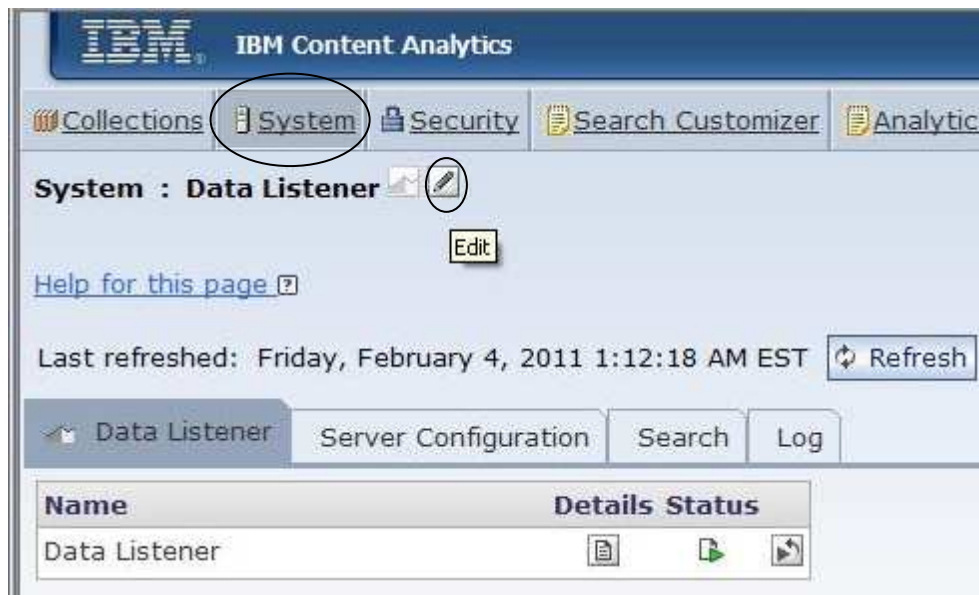 IBM® IBM Content Analytics
Collections System Security Search Customizer Analytic
System : Data Listener
Edit
Help for this page ?
Last refreshed: Friday, February 4, 2011 1:12:18 AM EST Refresh
Data Listener Server Configuration Search Log
Name Details Status
Data Listener